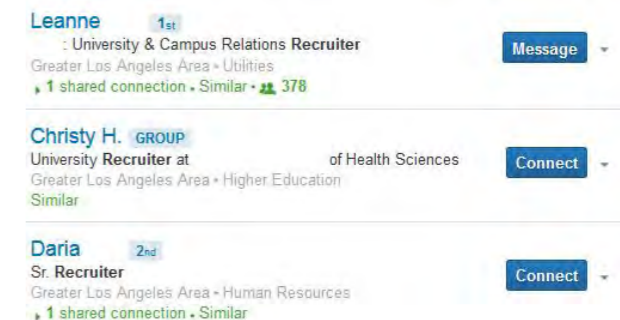 Leanne 1st
: University & Campus Relations Recruiter
Message
Greater Los Angeles Area • Utilities
1 shared connection • Similar • 378
Christy H. GROUP
University Recruiter at of Health Sciences
Connect
Greater Los Angeles Area • Higher Education
Similar
Daria 2nd
Sr. Recruiter
Connect
Greater Los Angeles Area • Human Resources
1 shared connection • Similar